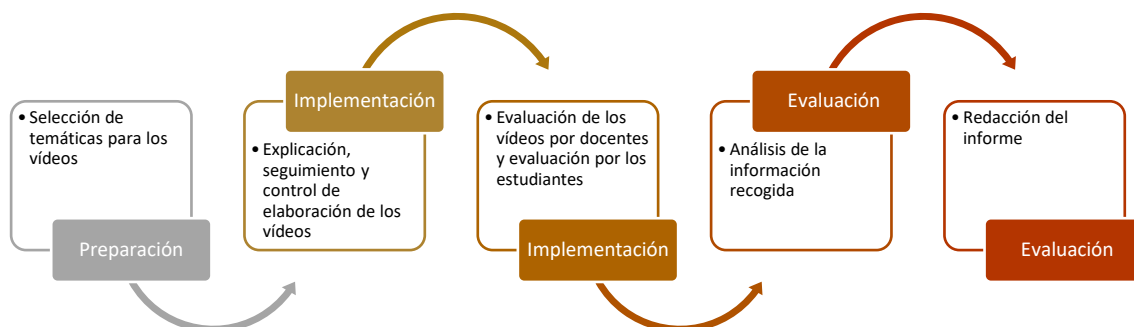 • Selección de
temáticas para los
vídeos
Preparación
Implementación
• Explicación,
seguimiento y
control de
elaboración de los
vídeos
• Evaluación de los
vídeos por docentes
y evaluación por los
estudiantes
Implementación
Evaluación
• Análisis de la
información
recogida
• Redacción del
informe
Evaluación